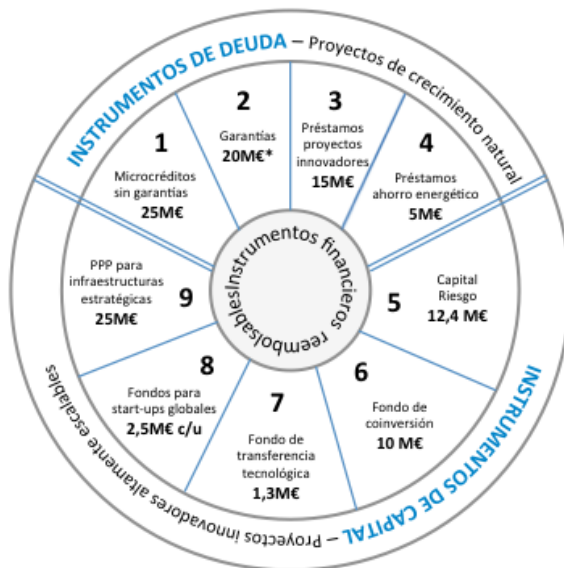 INSTRUMENTOS DE DEUDA – Proyectos de crecimiento natural
1
Microcréditos
sin garantías
25M€
2
Garantías
20M€*
3
Préstamos
proyectos
innovadores
15M€
4
Préstamos
ahorro energético
5M€
5
Capital
Riesgo
12,4 M€
6
Fondo de
coinversión
10 M€
7
Fondo de
transferencia
tecnológica
1,3M€
8
Fondos para
start-ups globales
2,5M€ c/u
9
PPP para
infraestructuras
estratégicas
25M€
Instrumentos financieros reembolsables
INSTRUMENTOS DE CAPITAL – Proyectos innovadores altamente escalables